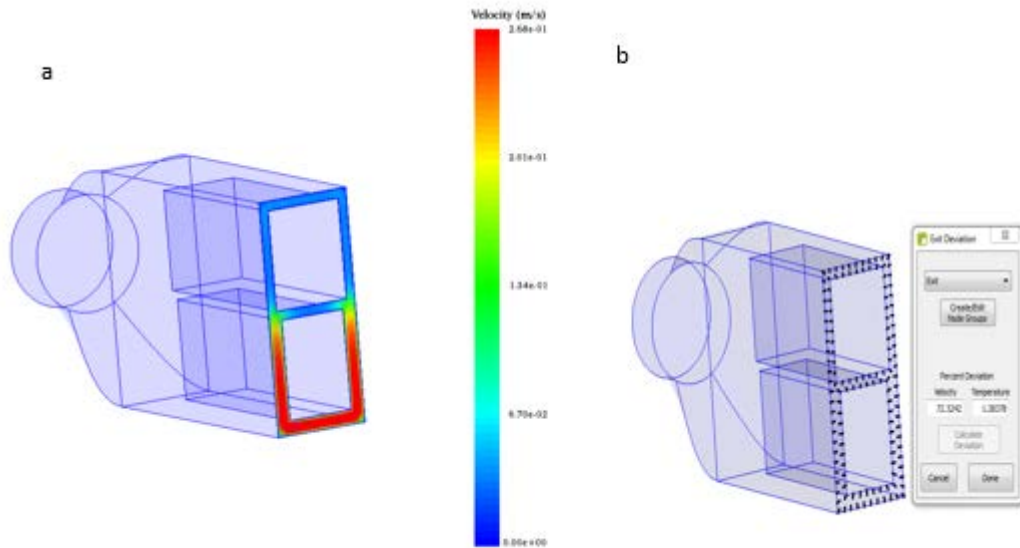 a
Velocity (m/s)
2.68e-01
2.01e-01
1.34e-01
6.70e-02
0.00e+00
b
Exit Deviation
Exit
Create/Edit
Node Groups
Percent Deviation
Velocity Temperature
Calculate
Deviation
Cancel Done